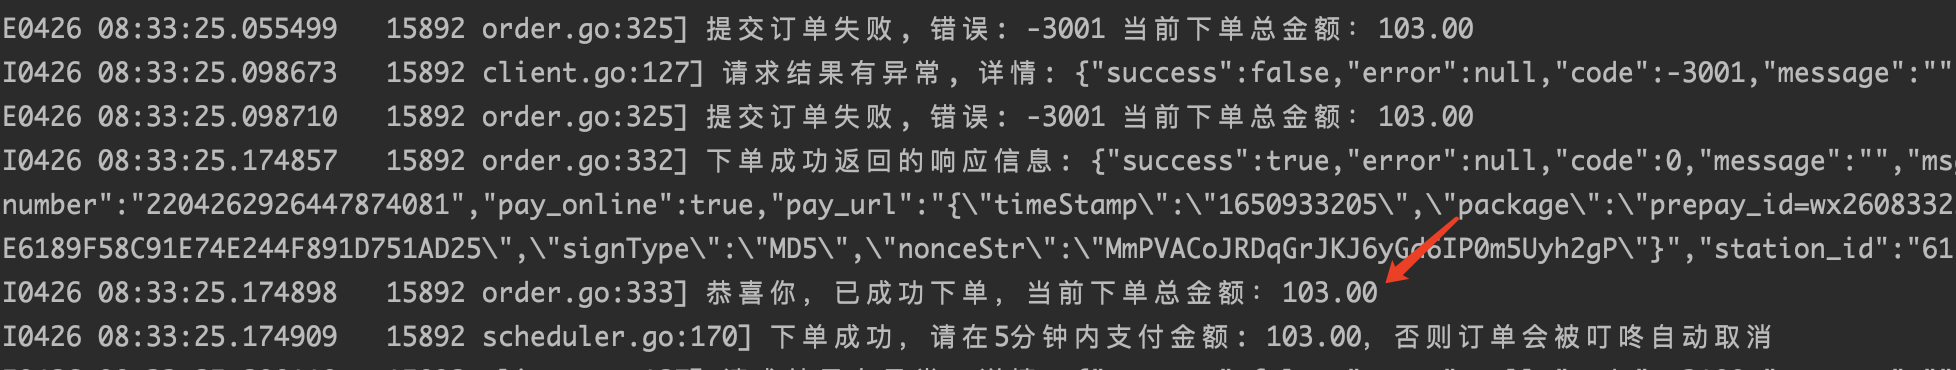 E0426 08:33:25.055499   15892 order.go:325] 提交订单失败, 错误: -3001 当前下单总金额: 103.00
I0426 08:33:25.098673   15892 client.go:127] 请求结果有异常, 详情: {"success":false,"error":null,"code":-3001,"message":""
E0426 08:33:25.098710   15892 order.go:325] 提交订单失败, 错误: -3001 当前下单总金额: 103.00
I0426 08:33:25.174857   15892 order.go:332] 下单成功返回的响应信息: {"success":true,"error":null,"code":0,"message":"","msg
number":"2204262926447874081","pay_online":true,"pay_url":"{\"timeStamp\":\"1650933205\",\"package\":\"prepay_id=wx2608332
E6189F58C91E74E244F891D751AD25\",\"signType\":\"MD5\",\"nonceStr\":\"MmPVACoJRDqGrJKJ6yGd6IP0m5Uyh2gP\"}","station_id":"61
I0426 08:33:25.174898   15892 order.go:333] 恭喜你, 已成功下单, 当前下单总金额: 103.00
I0426 08:33:25.174909   15892 scheduler.go:170] 下单成功, 请在5分钟内支付金额: 103.00, 否则订单会被叮咚自动取消